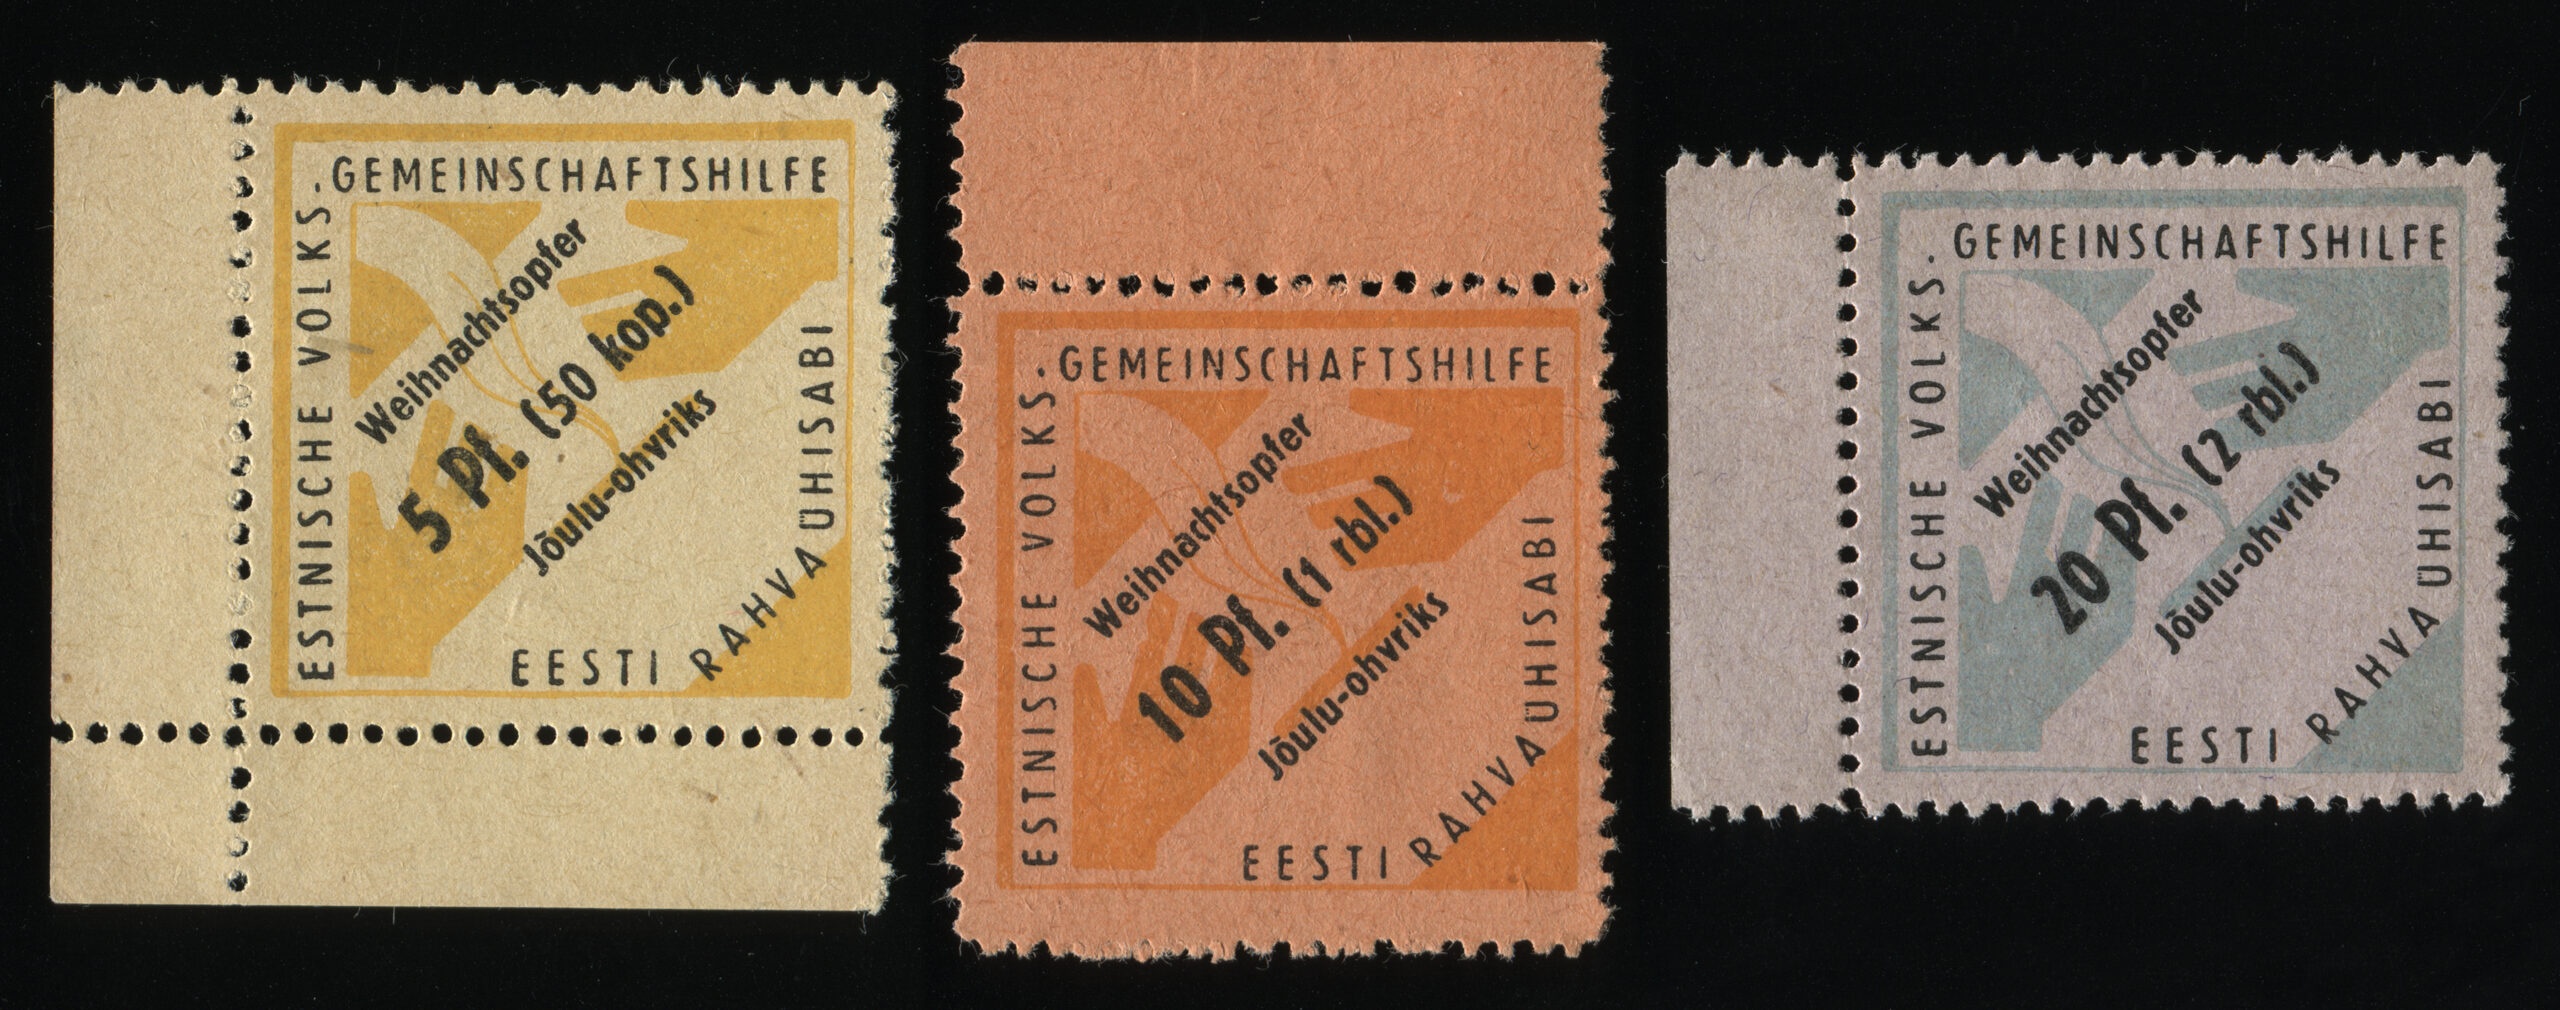 ESTNISCHE VOLKS.
.GEMEINSCHAFTSHILFE
Weihnachtsopfer
5 Pf. (50 kop.)
Jõulu-ohvriks
EESTI RAHVA ÜHISABI
ESTNISCHE VOLKS.
.GEMEINSCHAFTSHILFE
Weihnachtsopfer
10 Pf. (1 rbl.)
Jõulu-ohvriks
EESTI RAHVA ÜHISABI
ESTNISCHE VOLKS.
.GEMEINSCHAFTSHILFE
Weihnachtsopfer
20 Pf. (2 rbl.)
Jõulu-ohvriks
EESTI RAHVA ÜHISABI